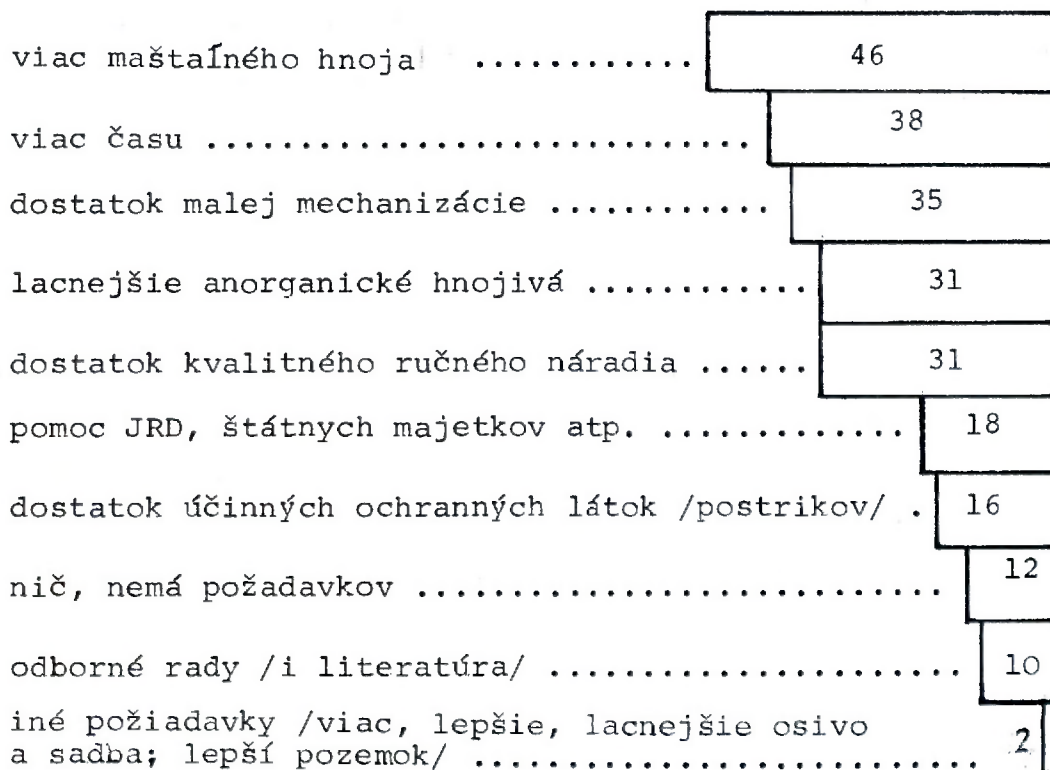 viac maštaľného hnoja ............ 46
viac času .............................. 38
dostatok malej mechanizácie ............ 35
lacnejšie anorganické hnojivá ............ 31
dostatok kvalitného ručného náradia ...... 31
pomoc JRD, štátnych majetkov atp. .............. 18
dostatok účinných ochranných látok /postrikov/ . 16
nič, nemá požadavkov ............................. 12
odborné rady /i literatúra/ ...................... 10
iné požiadavky /viac, lepšie, lacnejšie osivo
a sadba; lepší pozemok/ ............................. 2